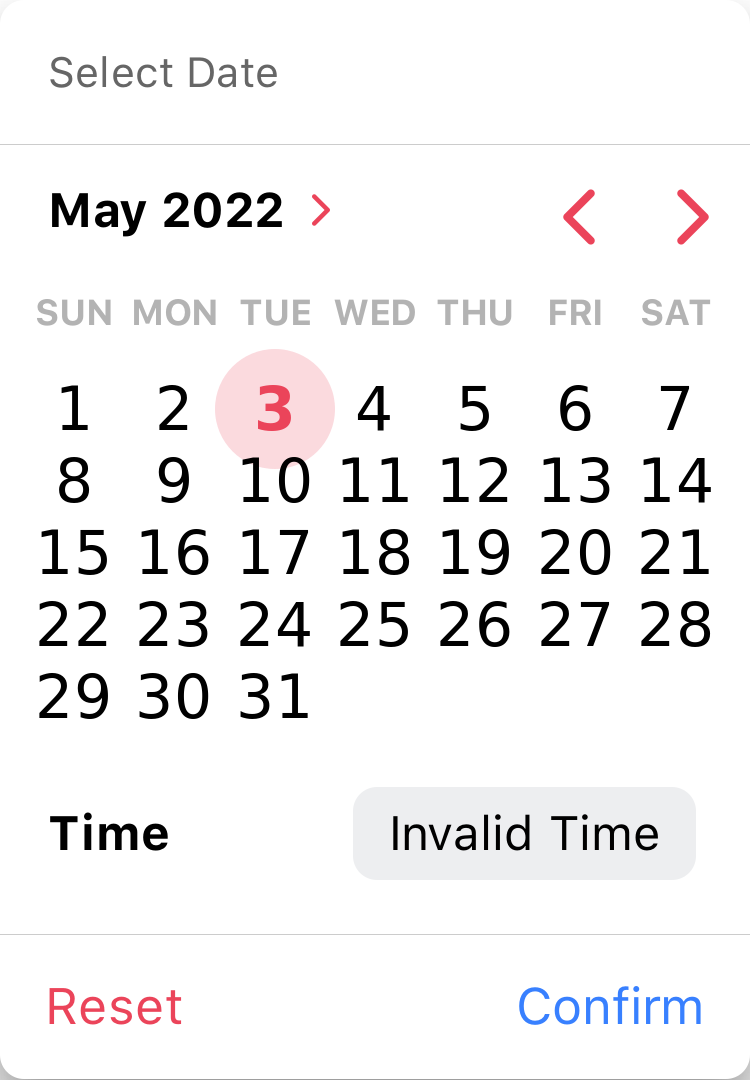 Select Date
May 2022
SUN MON TUE WED THU FRI SAT
1 2 3 4 5 6 7
8 9 10 11 12 13 14
15 16 17 18 19 20 21
22 23 24 25 26 27 28
29 30 31
Time Invalid Time
Reset Confirm